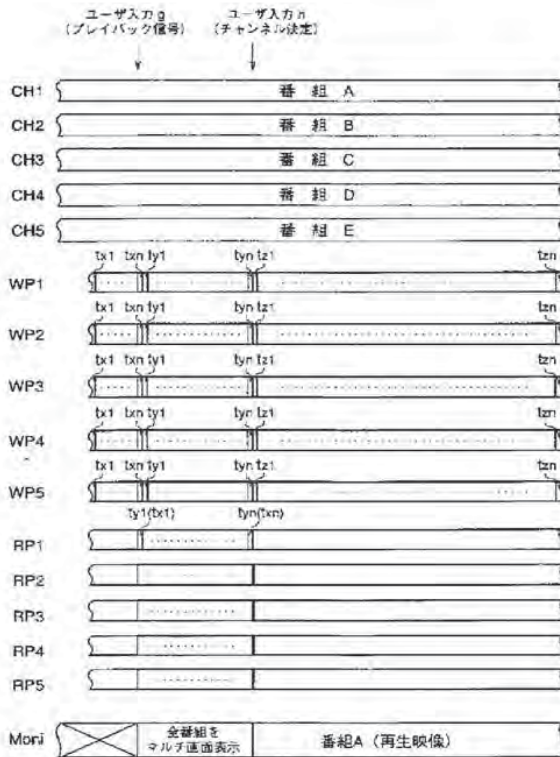 ユーザ入力g ユーザ入力h
(プレイバック信号) (チャンネル決定)
CH1 番組 A
CH2 番組 B
CH3 番組 C
CH4 番組 D
CH5 番組 E
tx1 txn ty1 tyn tz1 tzn
WP1
tx1 txn ty1 tyn tz1 tzn
WP2
tx1 txn ty1 tyn tz1 tzn
WP3
tx1 txn ty1 tyn tz1 tzn
WP4
tx1 txn ty1 tyn tz1 tzn
WP5
ty1(tx1) tyn(txn)
RP1
RP2
RP3
RP4
RP5
Moni 全番組を
マルチ画面表示 番組A (再生映像)